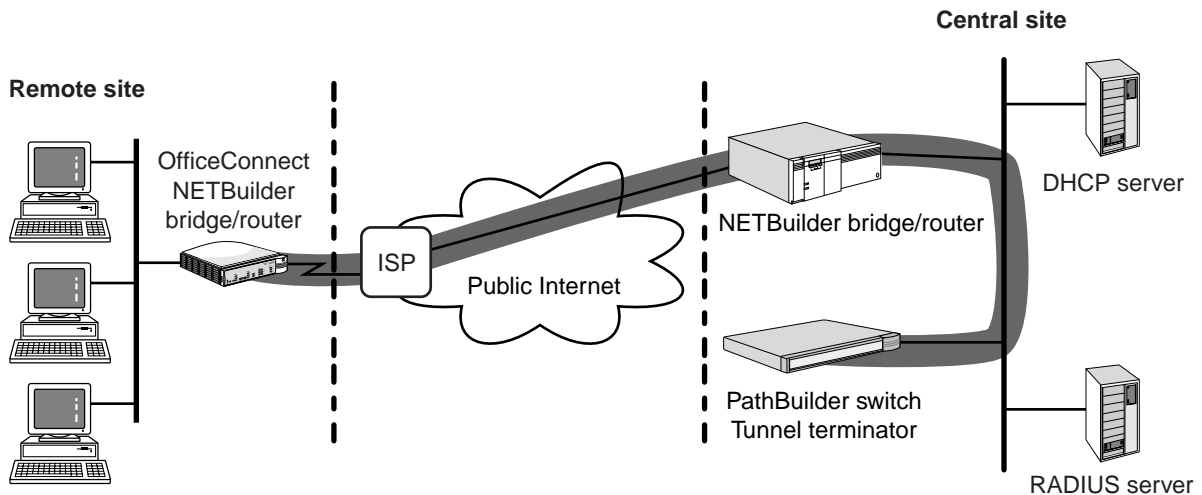 Central site
Remote site
OfficeConnect
NETBuilder
bridge/router
DHCP server
NETBuilder bridge/router
ISP
Public Internet
PathBuilder switch
Tunnel terminator
RADIUS server